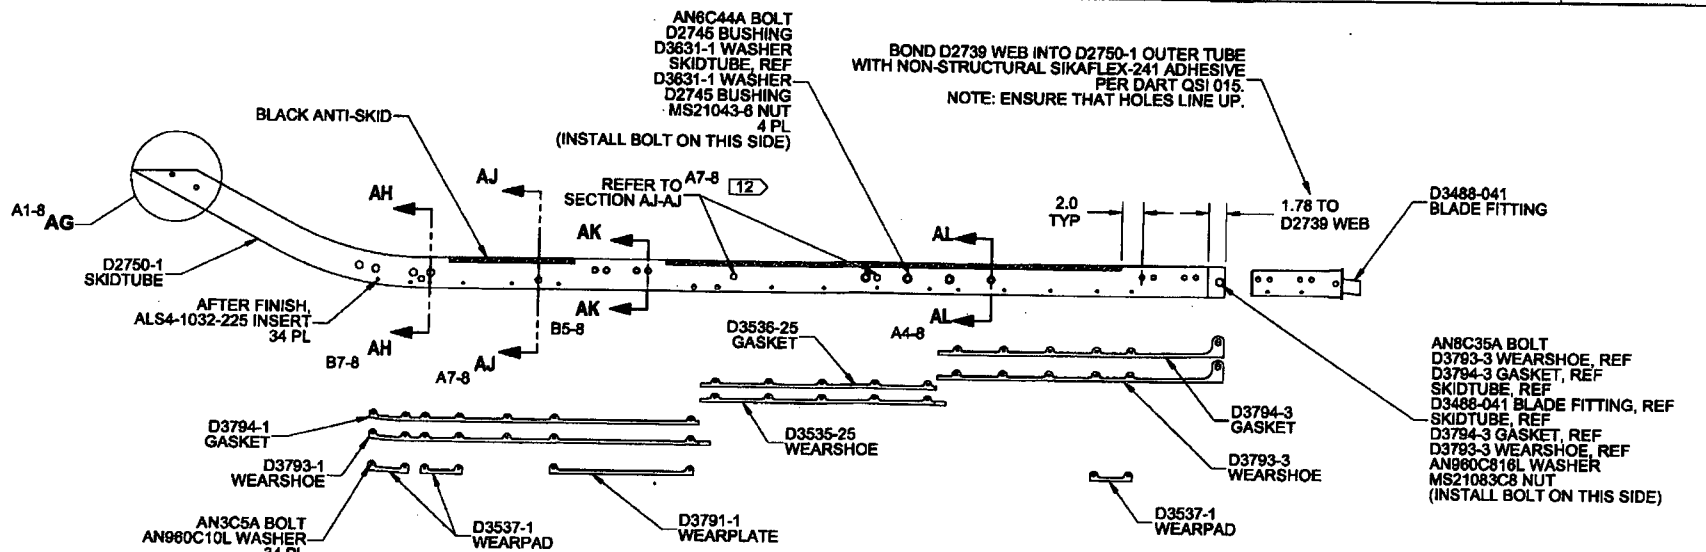 AN6C44A BOLT
D2745 BUSHING
D3631-1 WASHER
SKIDTUBE, REF
D3631-1 WASHER
D2745 BUSHING
MS21043-6 NUT
4 PL
(INSTALL BOLT ON THIS SIDE)
BOND D2739 WEB INTO D2750-1 OUTER TUBE
WITH NON-STRUCTURAL SIKAFLEX-241 ADHESIVE
PER DART QSI 015.
NOTE: ENSURE THAT HOLES LINE UP.
BLACK ANTI-SKID
A1-8 AG
AH
AJ
REFER TO A7-8 12
SECTION AJ-AJ
AK
AL
2.0
TYP
1.78 TO
D2739 WEB
D3488-041
BLADE FITTING
D2750-1
SKIDTUBE
AFTER FINISH,
ALS4-1032-225 INSERT
34 PL
AH
B7-8
AJ
A7-8
AK
B5-8
AL
A4-8
D3536-25
GASKET
D3535-25
WEARSHOE
D3794-3
GASKET
D3793-3
WEARSHOE
AN8C35A BOLT
D3793-3 WEARSHOE, REF
D3794-3 GASKET, REF
SKIDTUBE, REF
D3488-041 BLADE FITTING, REF
SKIDTUBE, REF
D3794-3 GASKET, REF
D3793-3 WEARSHOE, REF
AN960C816L WASHER
MS21083C8 NUT
(INSTALL BOLT ON THIS SIDE)
D3794-1
GASKET
D3793-1
WEARSHOE
AN3C5A BOLT
AN960C10L WASHER
34 PL
D3537-1
WEARPAD
D3791-1
WEARPLATE
D3537-1
WEARPAD